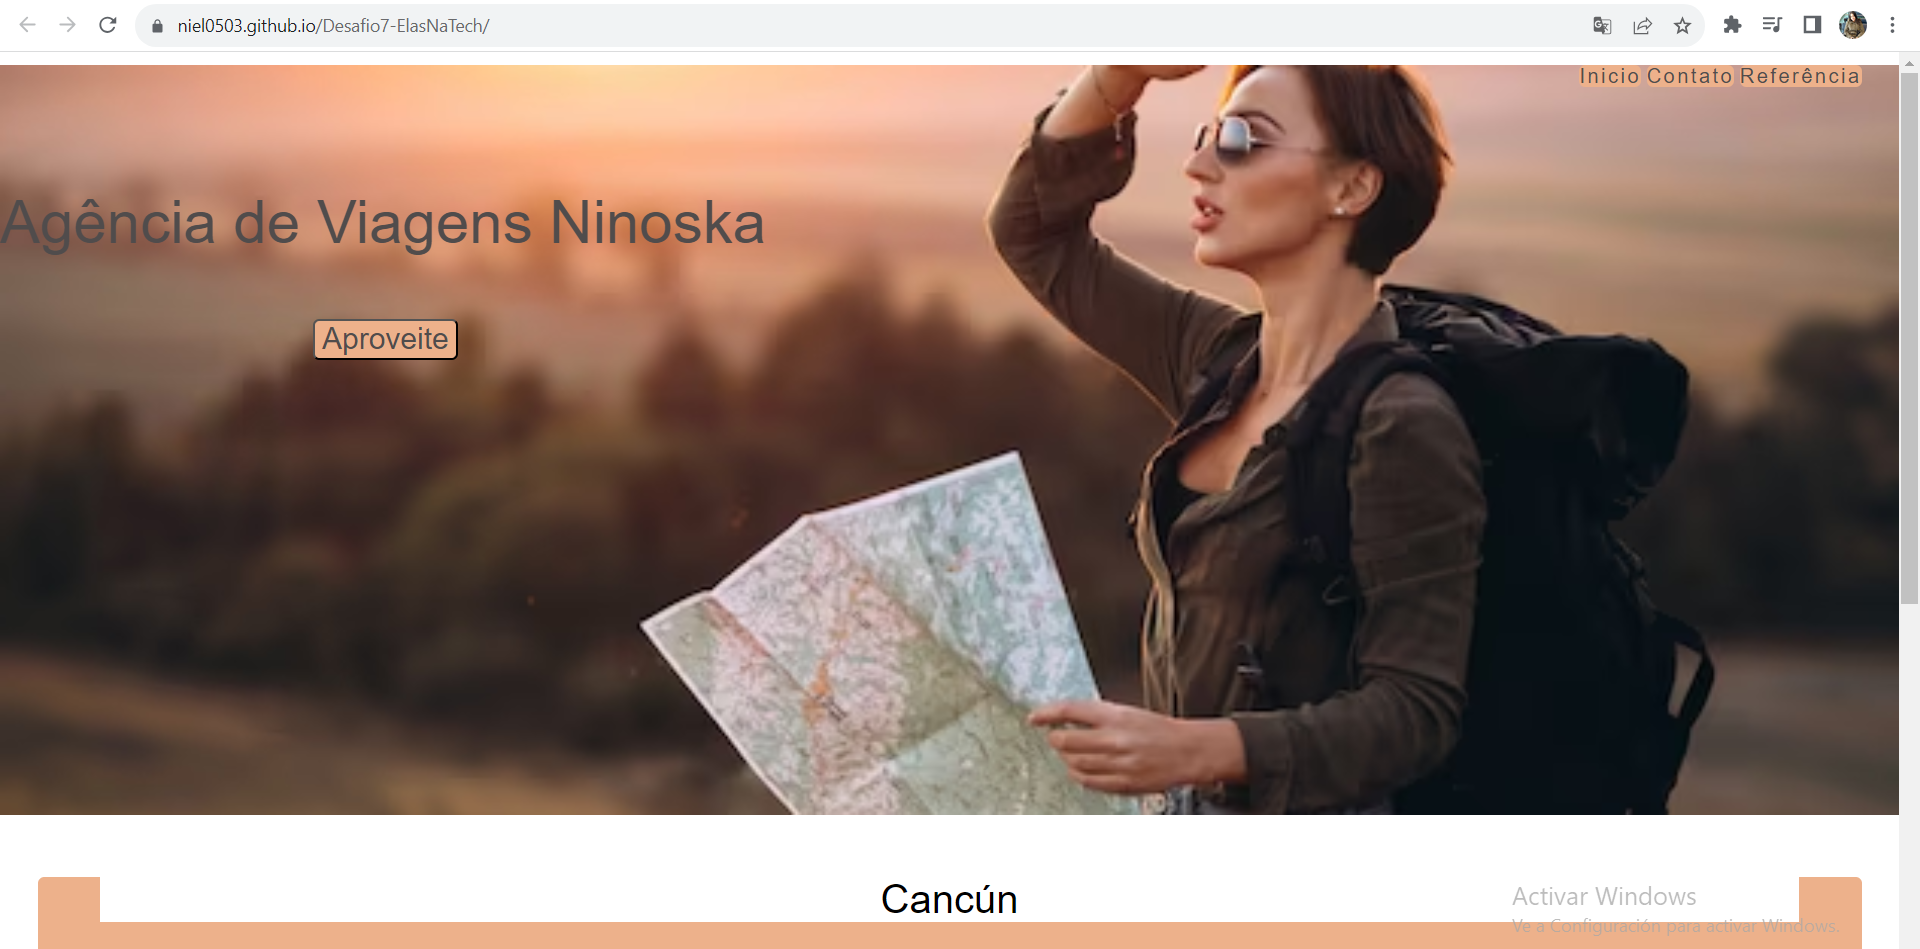 niel0503.github.io/Desafio7-ElasNaTech/
Inicio Contato Referência
Agência de Viagens Ninoska
Aproveite
Cancún
Activar Windows
Ve a Configuración para activar Windows.